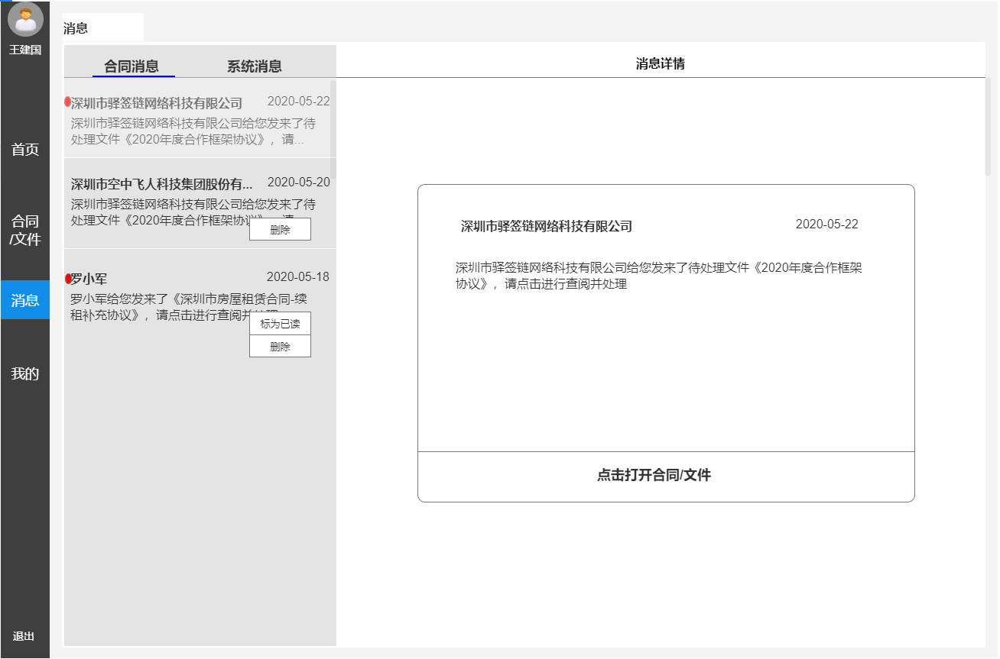 王建国
首页
合同
/文件
消息
我的
退出
消息
合同消息
系统消息
深圳市驿签链网络科技有限公司
2020-05-22
深圳市驿签链网络科技有限公司给您发来了待
处理文件《2020年度合作框架协议》，请...
深圳市空中飞人科技集团股份有...
2020-05-20
深圳市驿签链网络科技有限公司给您发来了待
处理文件《2020年度合作框架协议》，请
删除
罗小军
2020-05-18
罗小军给您发来了《深圳市房屋租赁合同-续
租补充协议》，请点击进行查阅并处理
标为已读
删除
消息详情
深圳市驿签链网络科技有限公司
2020-05-22
深圳市驿签链网络科技有限公司给您发来了待处理文件《2020年度合作框架
协议》，请点击进行查阅并处理
点击打开合同/文件